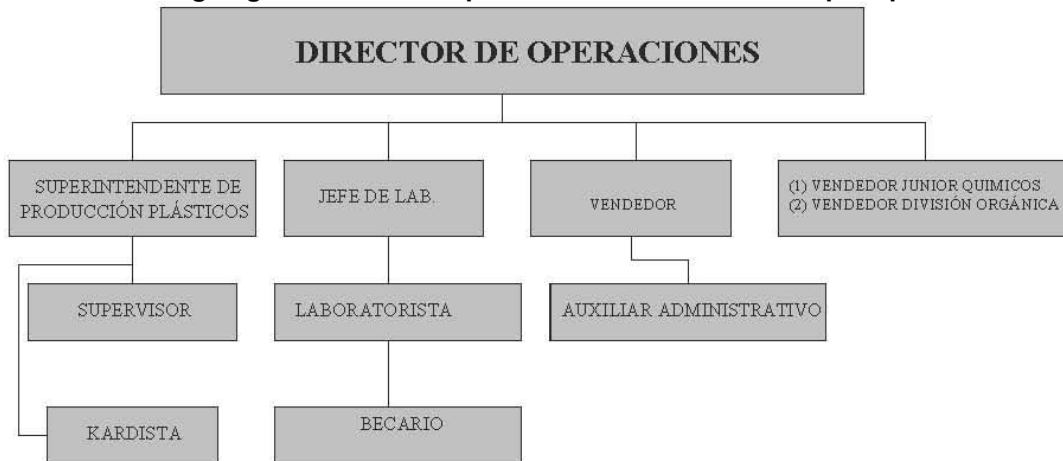 DIRECTOR DE OPERACIONES
SUPERINTENDENTE DE
PRODUCCIÓN PLÁSTICOS
JEFE DE LAB.
VENDEDOR
(1) VENDEDOR JUNIOR QUIMICOS
(2) VENDEDOR DIVISIÓN ORGÁNICA
SUPERVISOR
LABORATORISTA
AUXILIAR ADMINISTRATIVO
KARDISTA
BECARIO